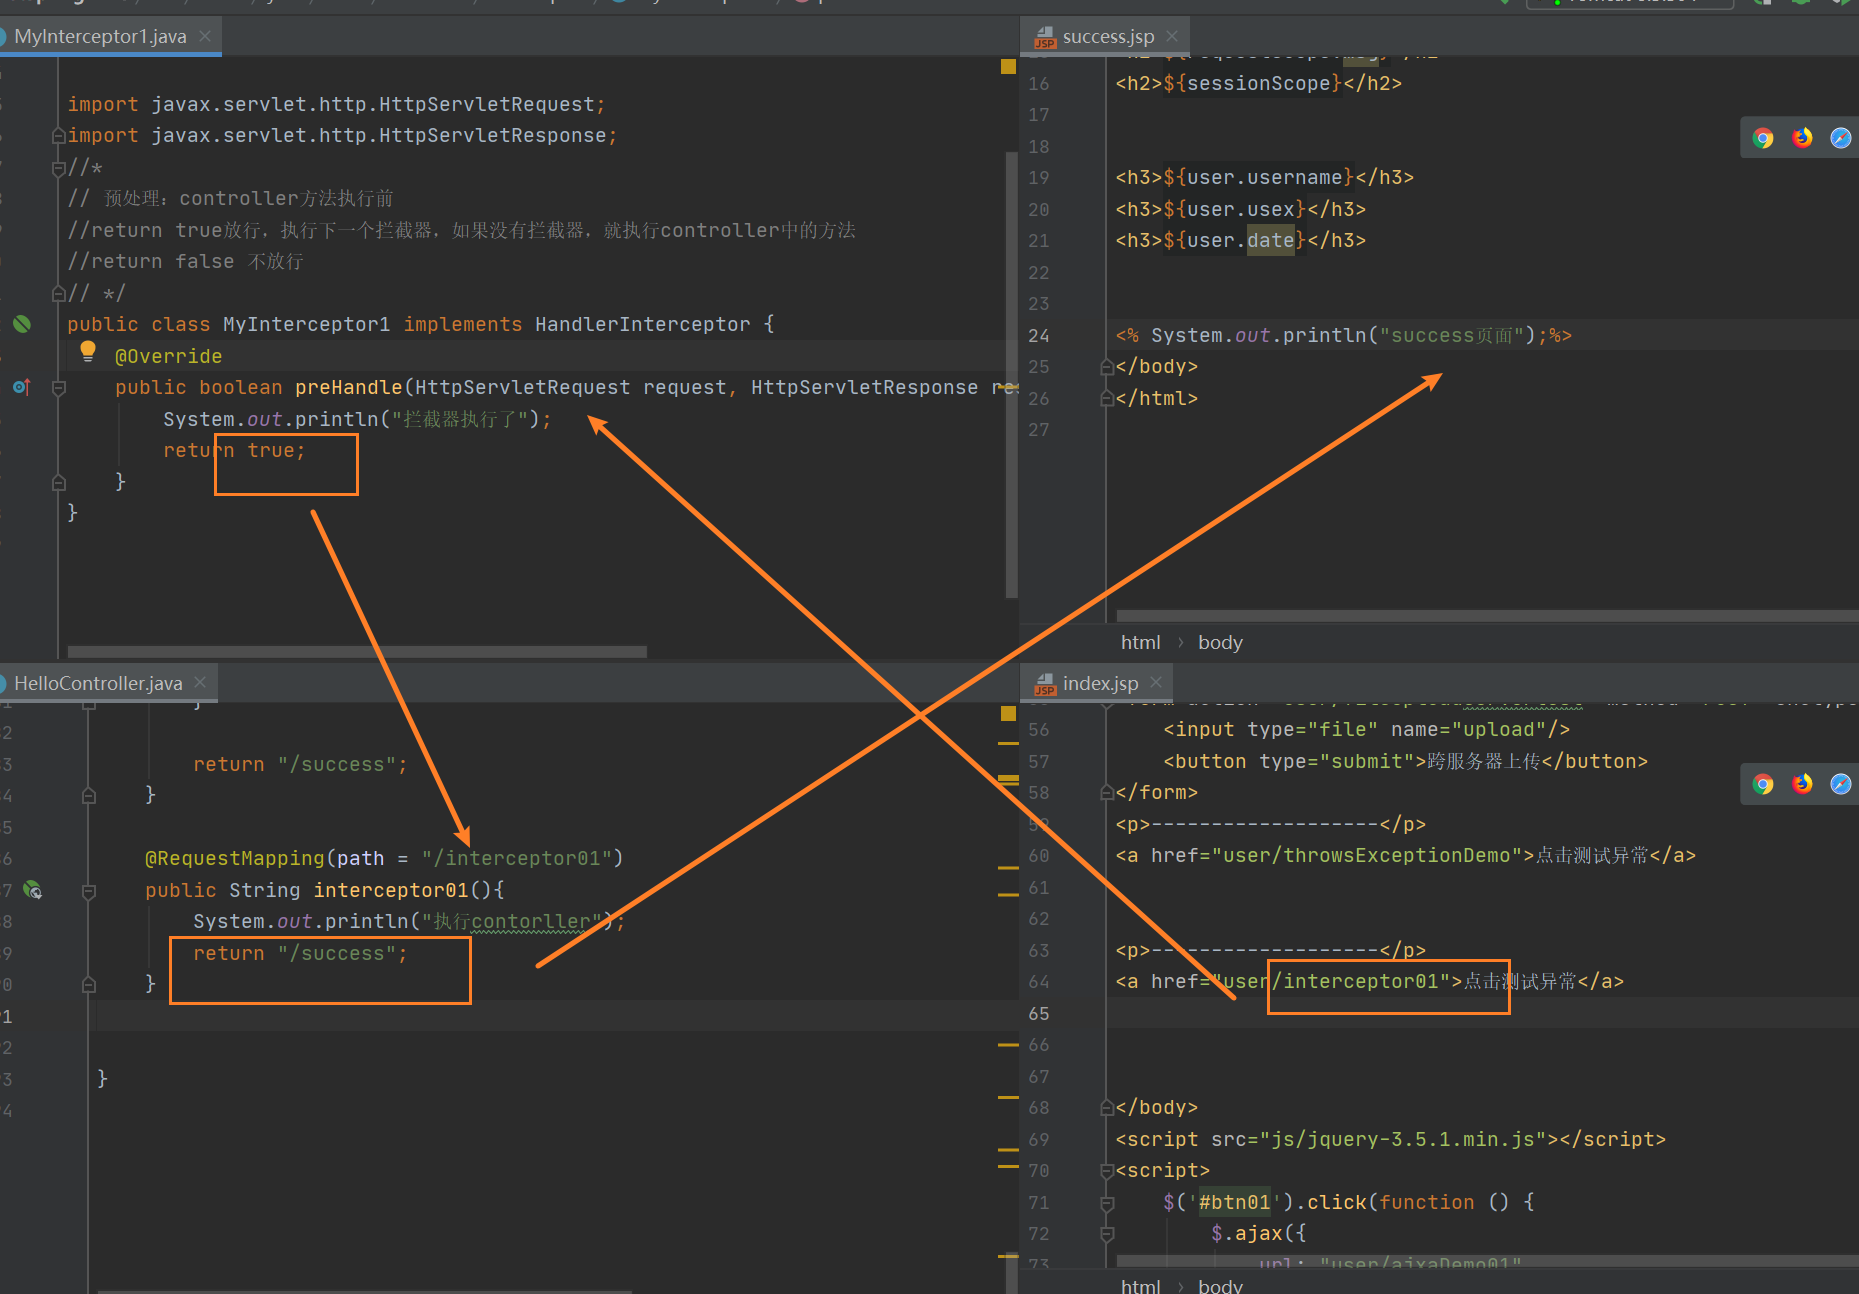 MyInterceptor1.java
import javax.servlet.http.HttpServletRequest;
import javax.servlet.http.HttpServletResponse;
//*
// 预处理：controller方法执行前
//return true放行，执行下一个拦截器，如果没有拦截器，就执行controller中的方法
//return false 不放行
// */
public class MyInterceptor1 implements HandlerInterceptor {
@Override
public boolean preHandle(HttpServletRequest request, HttpServletResponse res
System.out.println("拦截器执行了");
return true;
}
}
success.jsp
16 <h2>${sessionScope}</h2>
17
18
19 <h3>${user.username}</h3>
20 <h3>${user.usex}</h3>
21 <h3>${user.date}</h3>
22
23
24 <% System.out.println("success页面");%>
25 </body>
26 </html>
27
html › body
HelloController.java
}
return "/success";
}
@RequestMapping(path = "/interceptor01")
public String interceptor01(){
System.out.println("执行contorller");
return "/success";
}
}
index.jsp
56 <input type="file" name="upload"/>
57 <button type="submit">跨服务器上传</button>
58 </form>
59 <p>-------------------</p>
60 <a href="user/throwsExceptionDemo">点击测试异常</a>
61
62
63 <p>-------------------</p>
64 <a href="user/interceptor01">点击测试异常</a>
65
66
67
68 </body>
69 <script src="js/jquery-3.5.1.min.js"></script>
70 <script>
71 $('#btn01').click(function () {
72 $.ajax({
73 url: "user/ajxaDemo01"
html › body